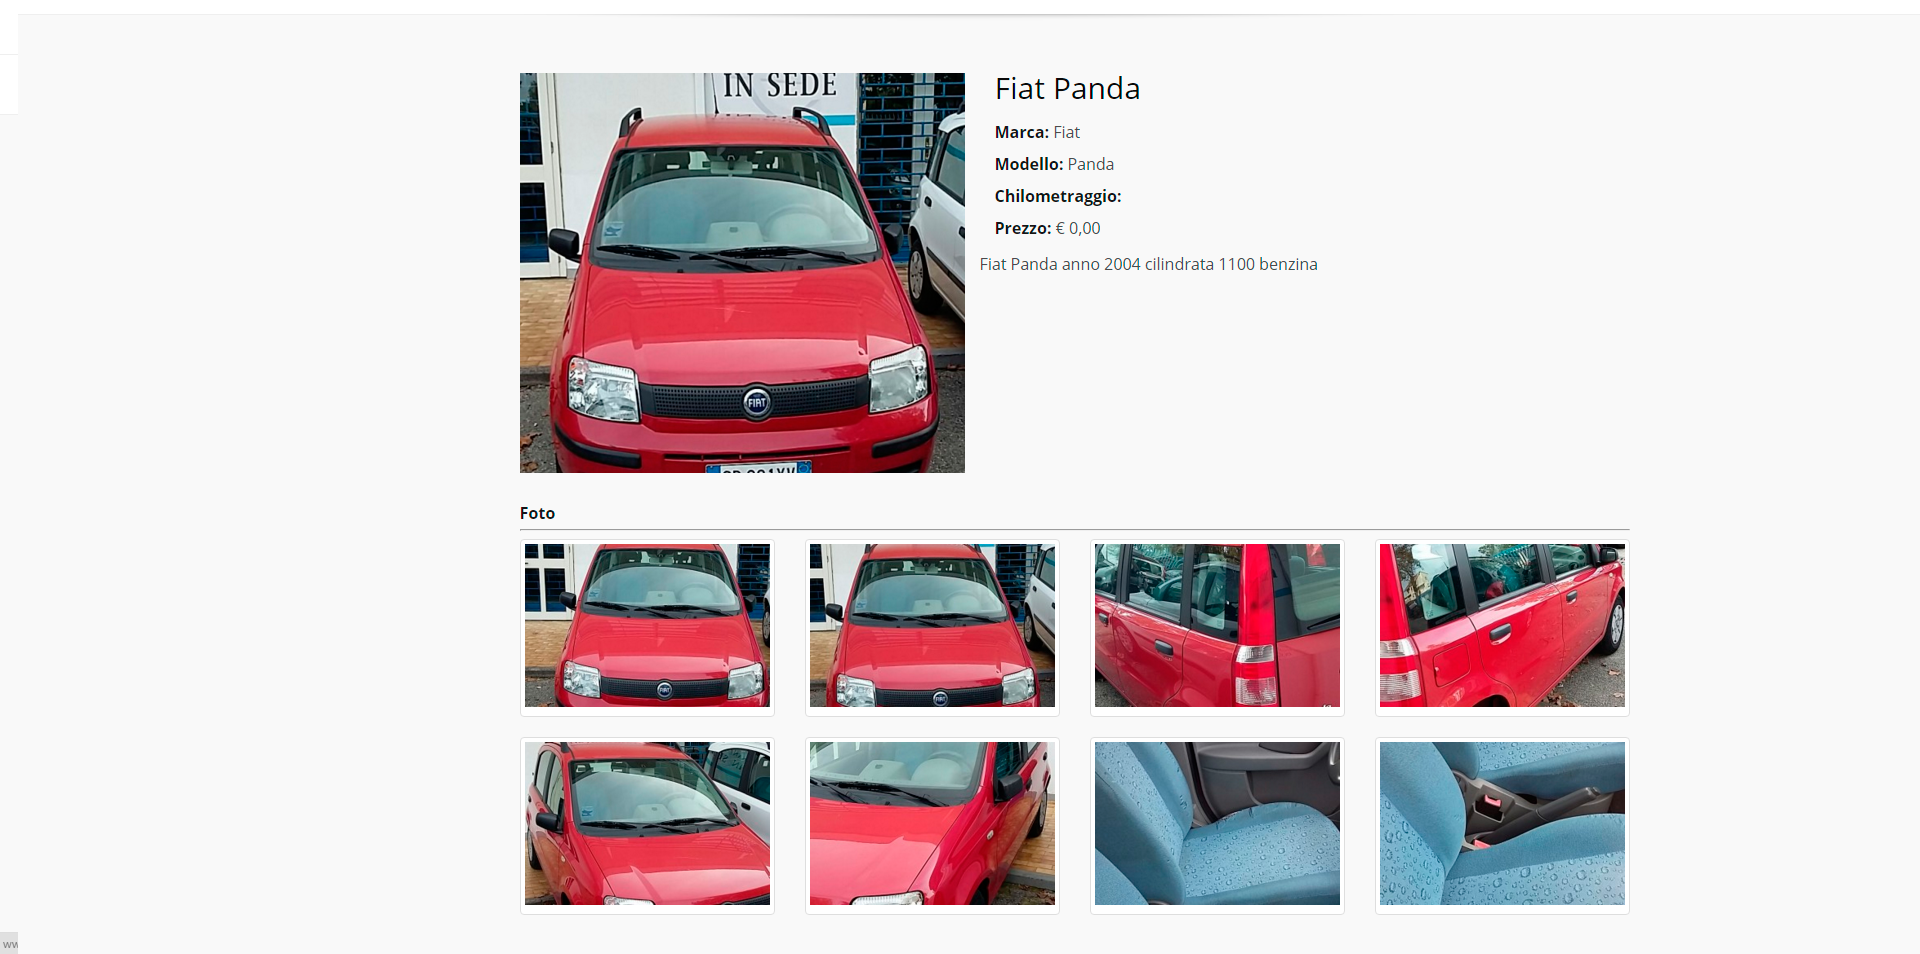 IN SEDE
FIAT
Fiat Panda
Marca: Fiat
Modello: Panda
Chilometraggio:
Prezzo: € 0,00
Fiat Panda anno 2004 cilindrata 1100 benzina
Foto